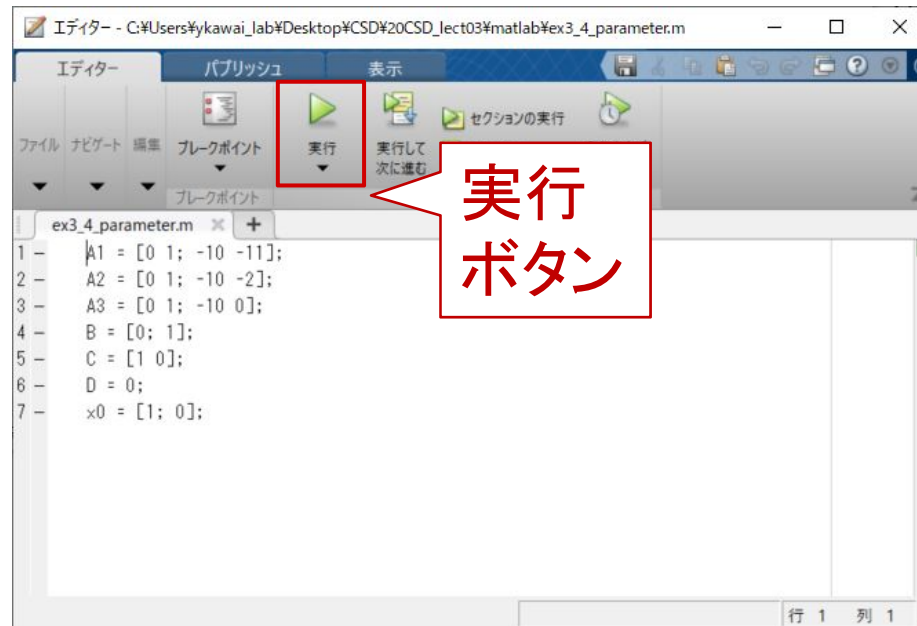 エディター - C:¥Users¥ykawai_lab¥Desktop¥CSD¥20CSD_lect03¥matlab¥ex3_4_parameter.m
エディター パブリッシュ 表示
ファイル ナビゲート 編集 ブレークポイント 実行 実行して次に進む セクションの実行
ブレークポイント
実行
ボタン
ex3_4_parameter.m
1 – A1 = [0 1; -10 -11];
2 – A2 = [0 1; -10 -2];
3 – A3 = [0 1; -10 0];
4 – B = [0; 1];
5 – C = [1 0];
6 – D = 0;
7 – x0 = [1; 0];
行 1 列 1